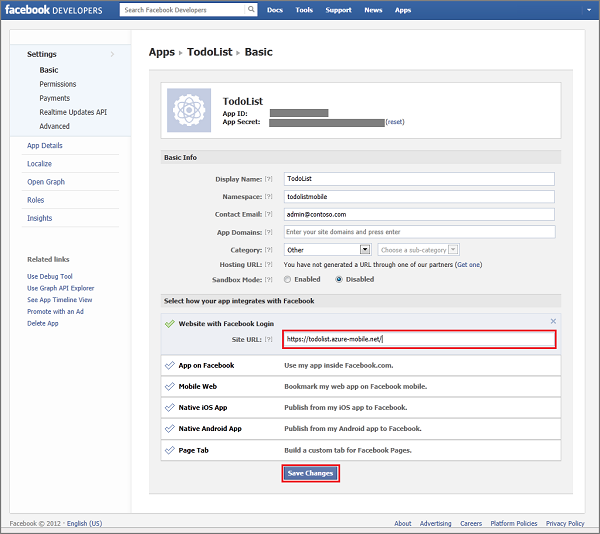 facebook DEVELOPERS Search Facebook Developers Docs Tools Support News Apps
Settings
Basic
Permissions
Payments
Realtime Updates API
Advanced
App Details
Localize
Open Graph
Roles
Insights
Related links
Use Debug Tool
Use Graph API Explorer
See App Timeline View
Promote with an Ad
Delete App
Apps ▸ TodoList ▸ Basic
TodoList
App ID:
App Secret: (reset)
Basic Info
Display Name: [?] TodoList
Namespace: [?] todolistmobile
Contact Email: [?] admin@contoso.com
App Domains: [?] Enter your site domains and press enter
Category: [?] Other Choose a sub-category
Hosting URL: [?] You have not generated a URL through one of our partners (Get one)
Sandbox Mode: [?] Enabled Disabled
Select how your app integrates with Facebook
Website with Facebook Login
Site URL: [?] https://todolist.azure-mobile.net/
App on Facebook Use my app inside Facebook.com.
Mobile Web Bookmark my web app on Facebook mobile.
Native iOS App Publish from my iOS app to Facebook.
Native Android App Publish from my Android app to Facebook.
Page Tab Build a custom tab for Facebook Pages.
Save Changes
Facebook © 2012 · English (US) About Advertising Careers Platform Policies Privacy Policy